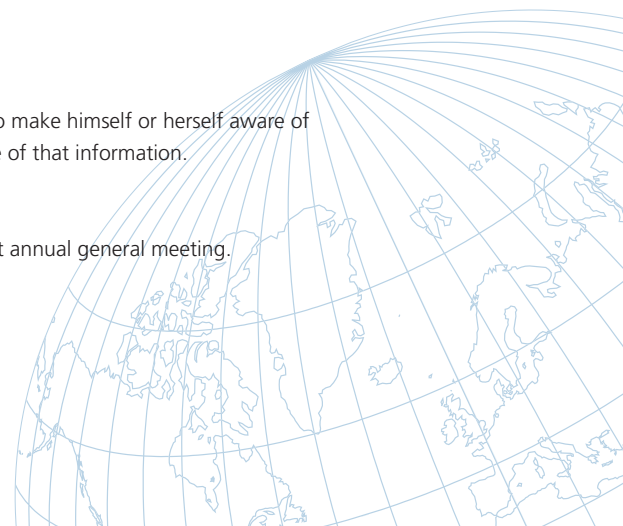 make himself or herself aware of
of that information.
annual general meeting.